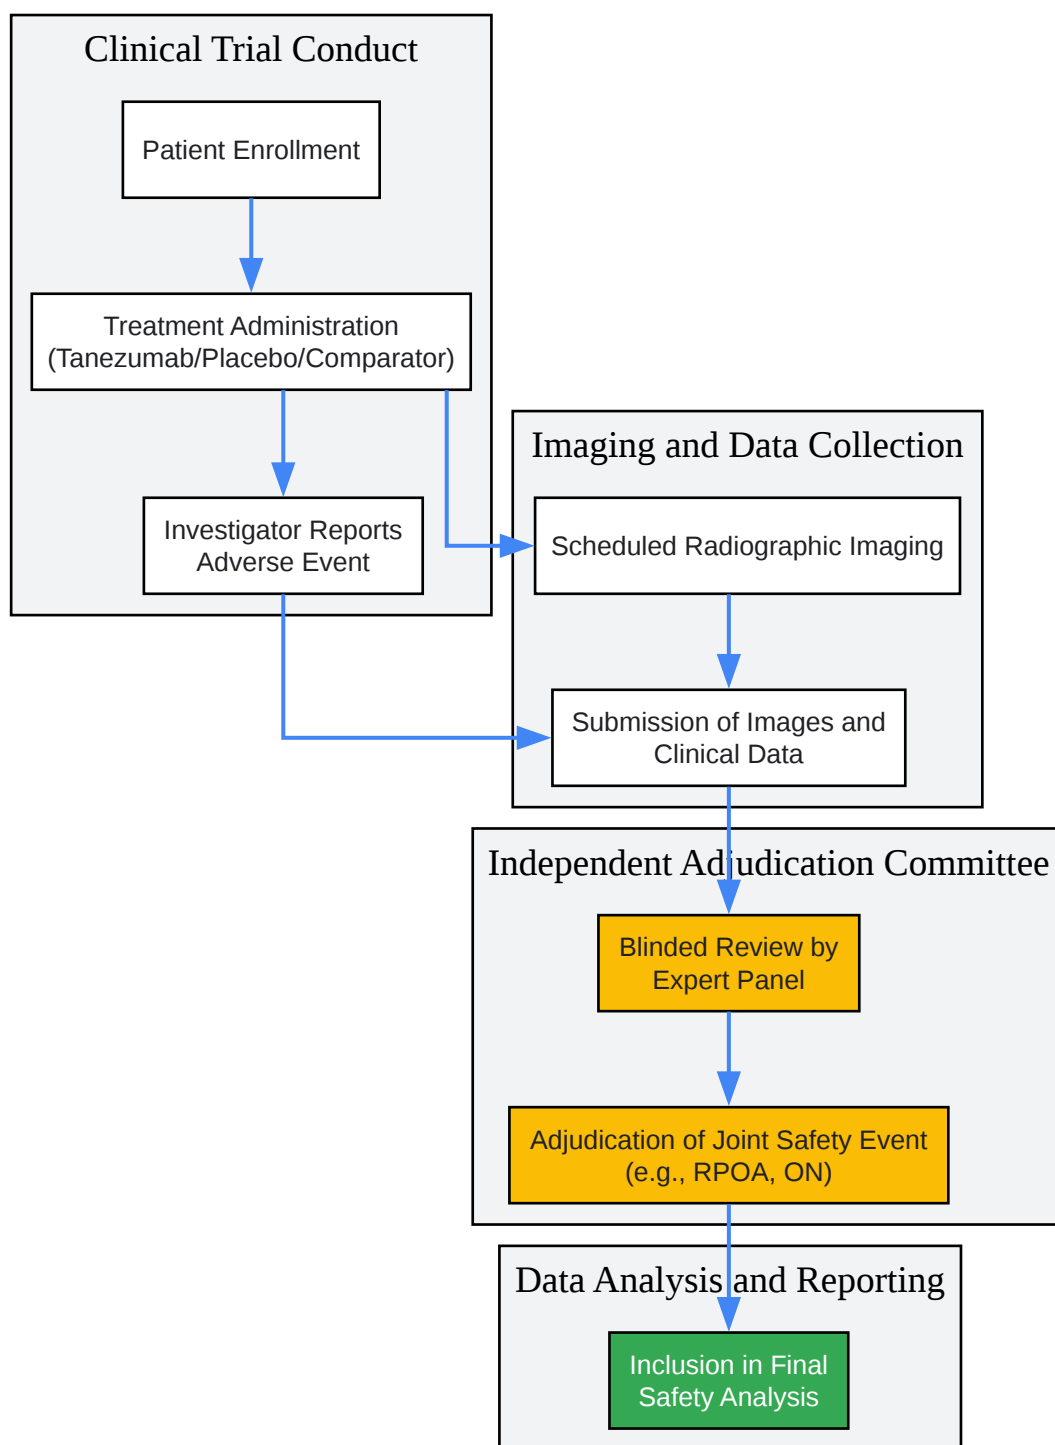 Clinical Trial Conduct
Patient Enrollment
Treatment Administration
(Tanezumab/Placebo/Comparator)
Investigator Reports
Adverse Event
Imaging and Data Collection
Scheduled Radiographic Imaging
Submission of Images and
Clinical Data
Independent Adjudication Committee
Blinded Review by
Expert Panel
Adjudication of Joint Safety Event
(e.g., RPOA, ON)
Data Analysis and Reporting
Inclusion in Final
Safety Analysis